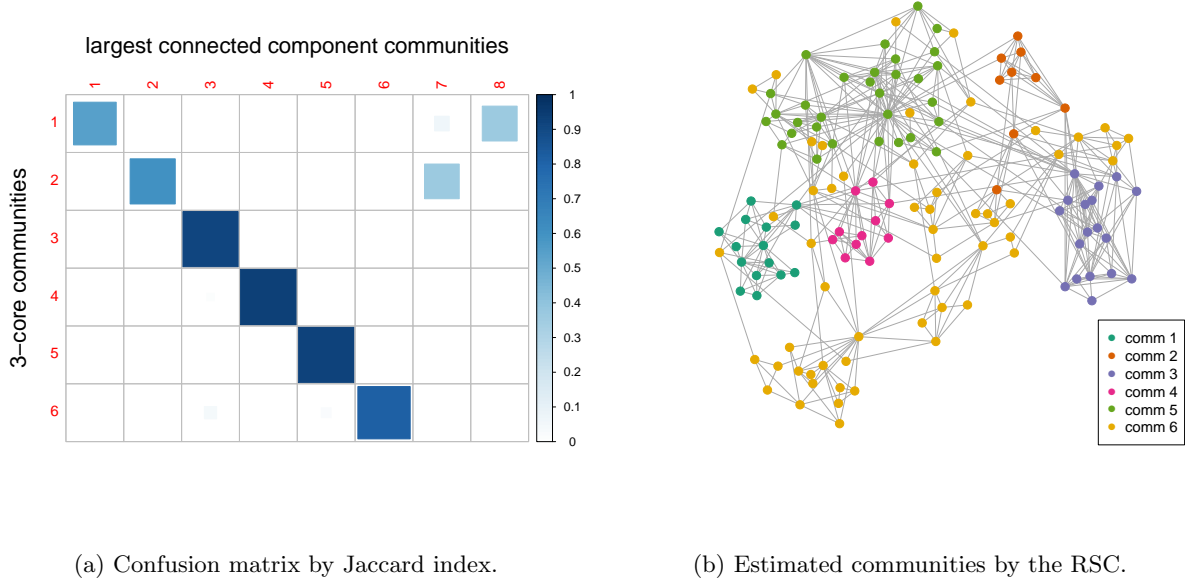 largest connected component communities
1 2 3 4 5 6 7 8
3−core communities
1
2
3
4
5
6
1
0.9
0.8
0.7
0.6
0.5
0.4
0.3
0.2
0.1
0
comm 1
comm 2
comm 3
comm 4
comm 5
comm 6
(a) Confusion matrix by Jaccard index.
(b) Estimated communities by the RSC.